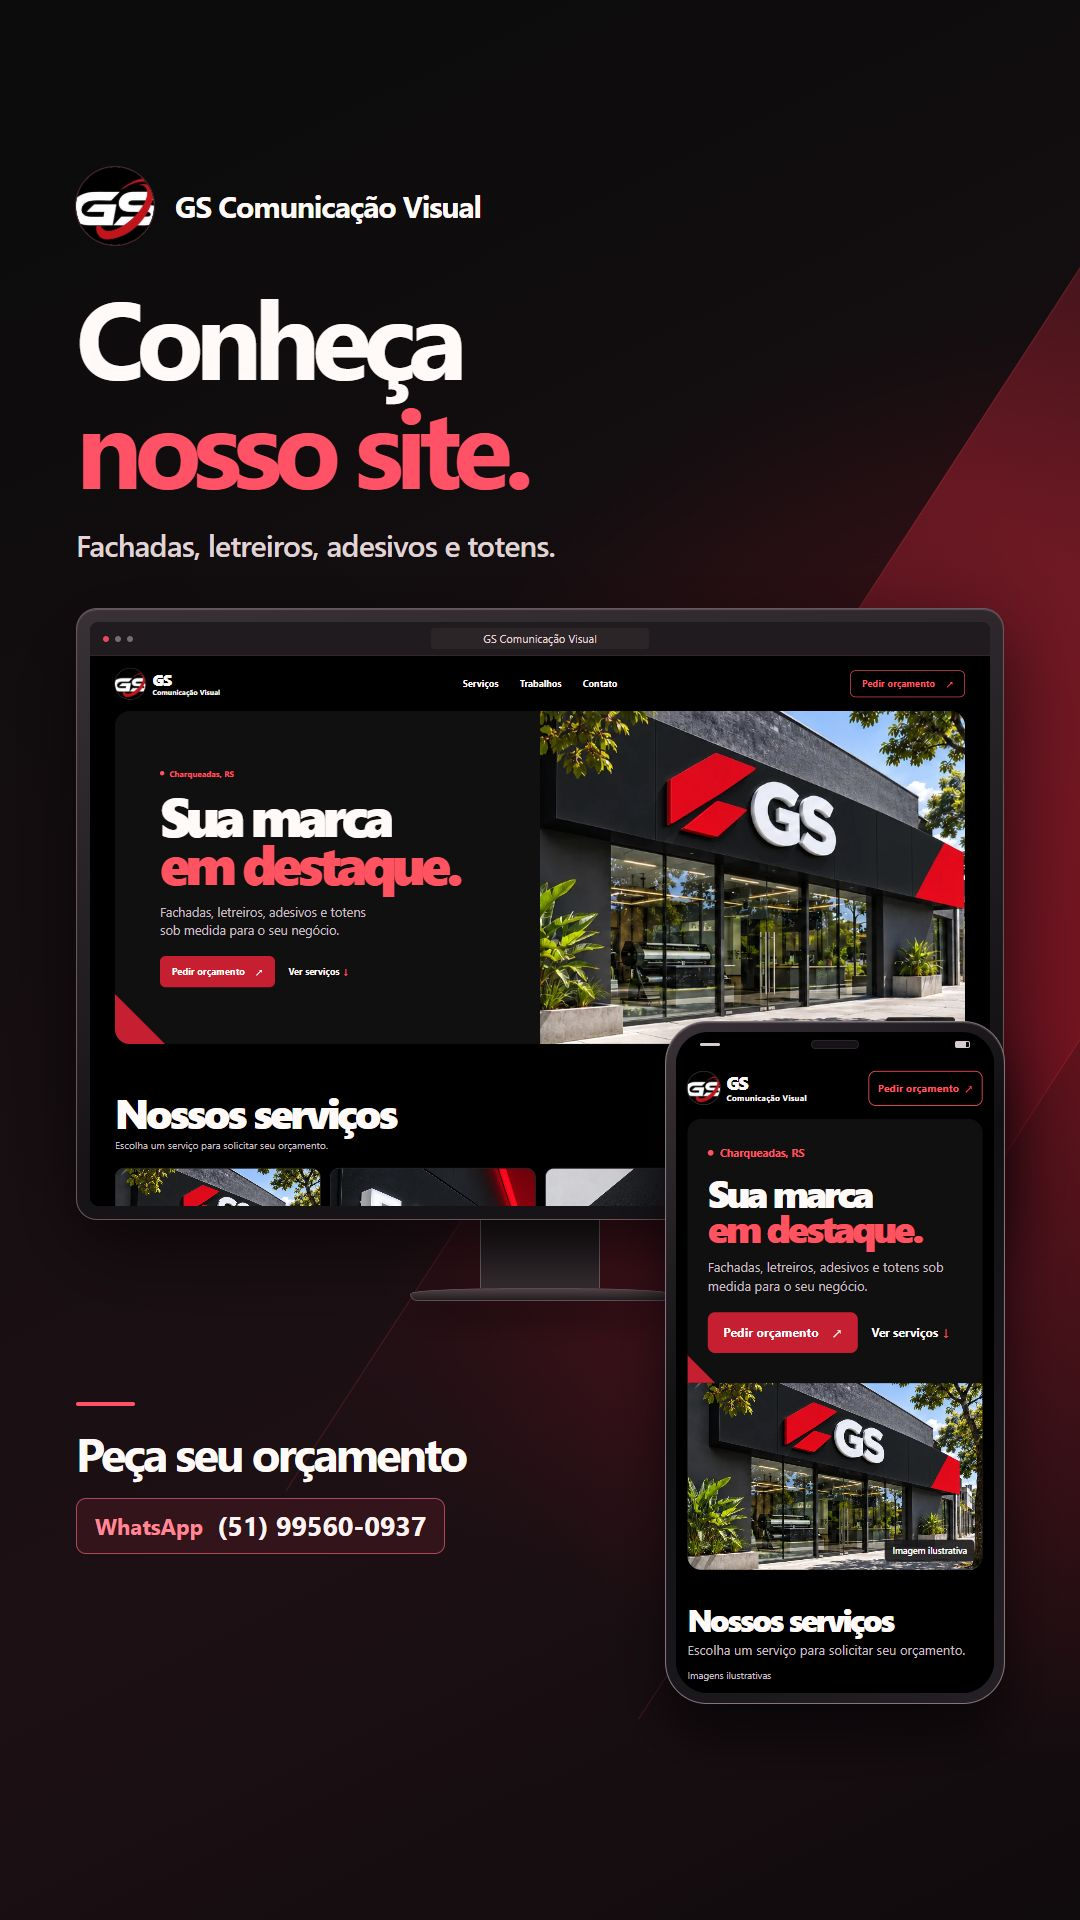 GS
GS Comunicação Visual
Conheça
nosso site.
Fachadas, letreiros, adesivos e totens.
GS Comunicação Visual
GS
GS
Comunicação Visual
Serviços
Trabalhos
Contato
Pedir orçamento ↗
Charqueadas, RS
Sua marca
em destaque.
Fachadas, letreiros, adesivos e totens
sob medida para o seu negócio.
Pedir orçamento ↗
Ver serviços ↓
GS
Nossos serviços
Escolha um serviço para solicitar seu orçamento.
GS
GS
Comunicação Visual
Pedir orçamento ↗
Charqueadas, RS
Sua marca
em destaque.
Fachadas, letreiros, adesivos e totens sob
medida para o seu negócio.
Pedir orçamento ↗
Ver serviços ↓
GS
Imagem ilustrativa
Nossos serviços
Escolha um serviço para solicitar seu orçamento.
Imagens ilustrativas
Peça seu orçamento
WhatsApp (51) 99560-0937